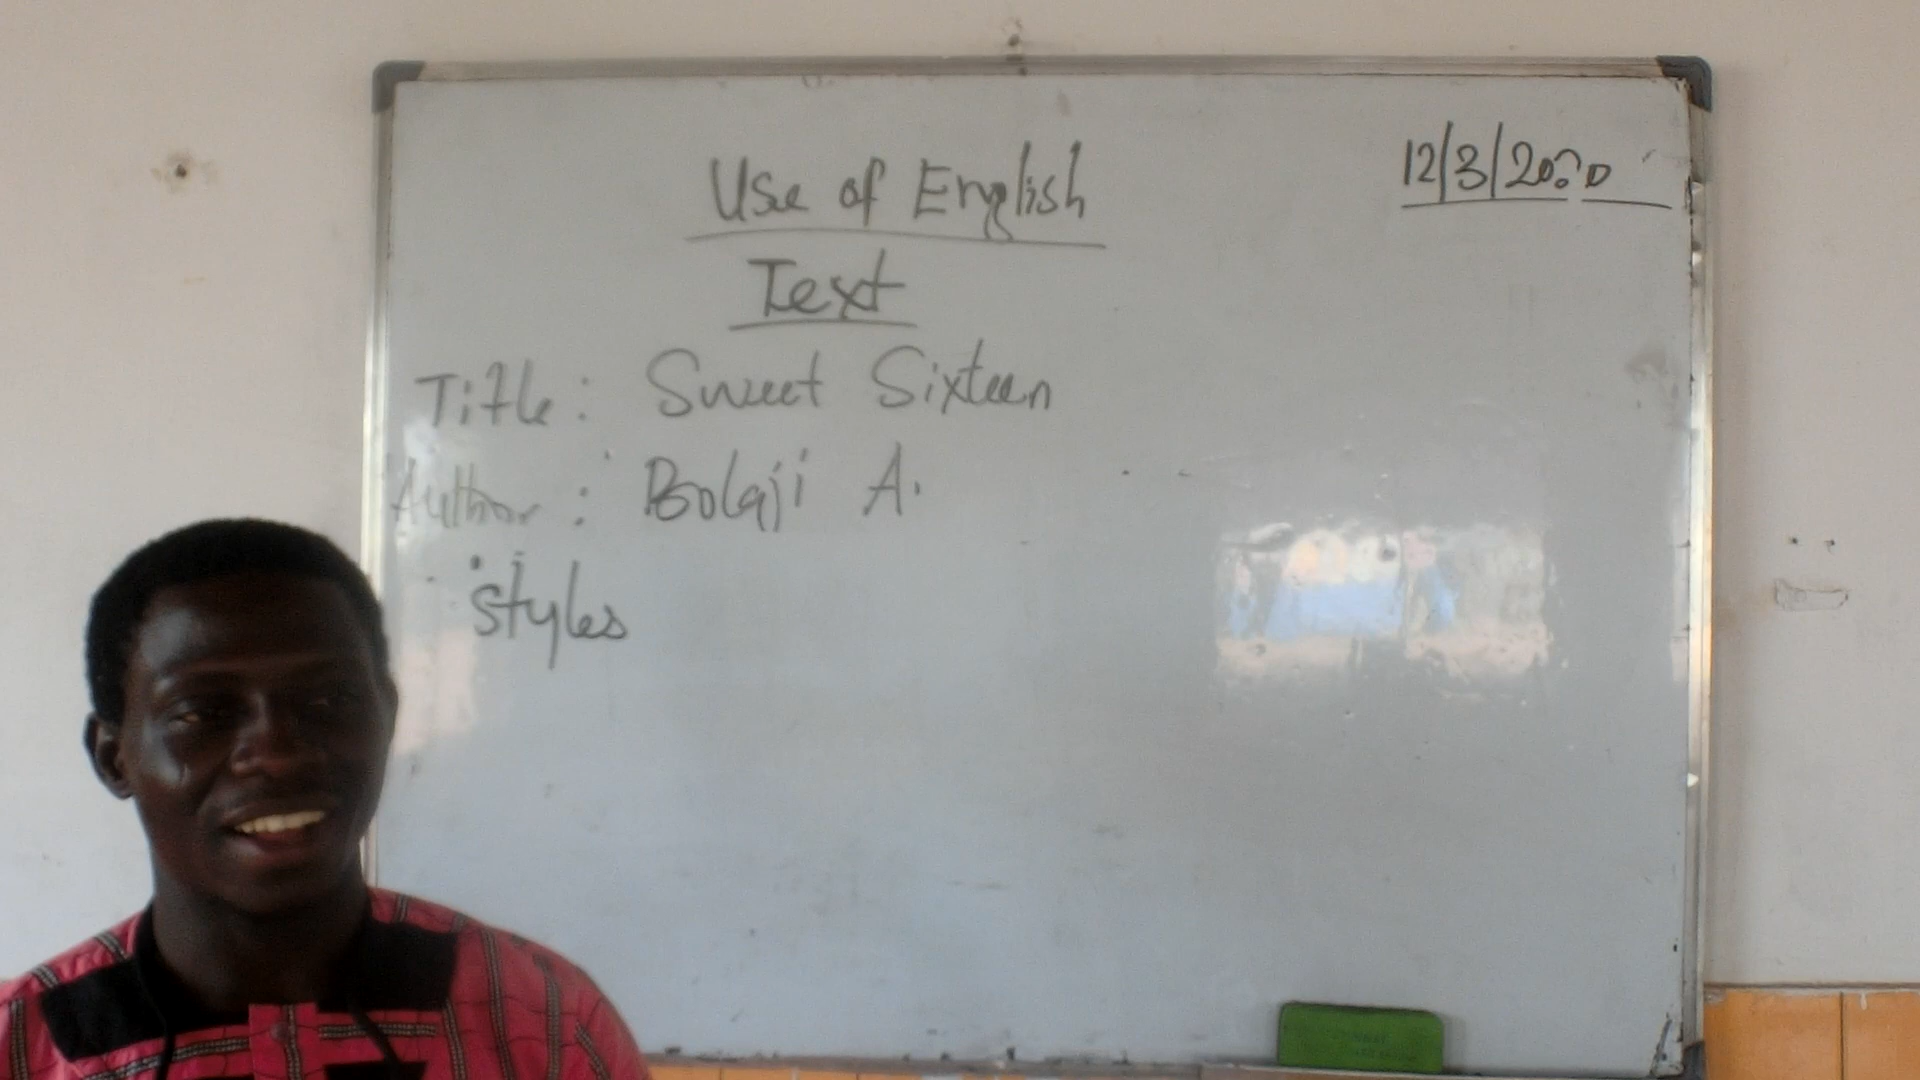 Use of English
12/3/2020
Text
Title: Sweet Sixteen
Author: Bolaji A.
styles